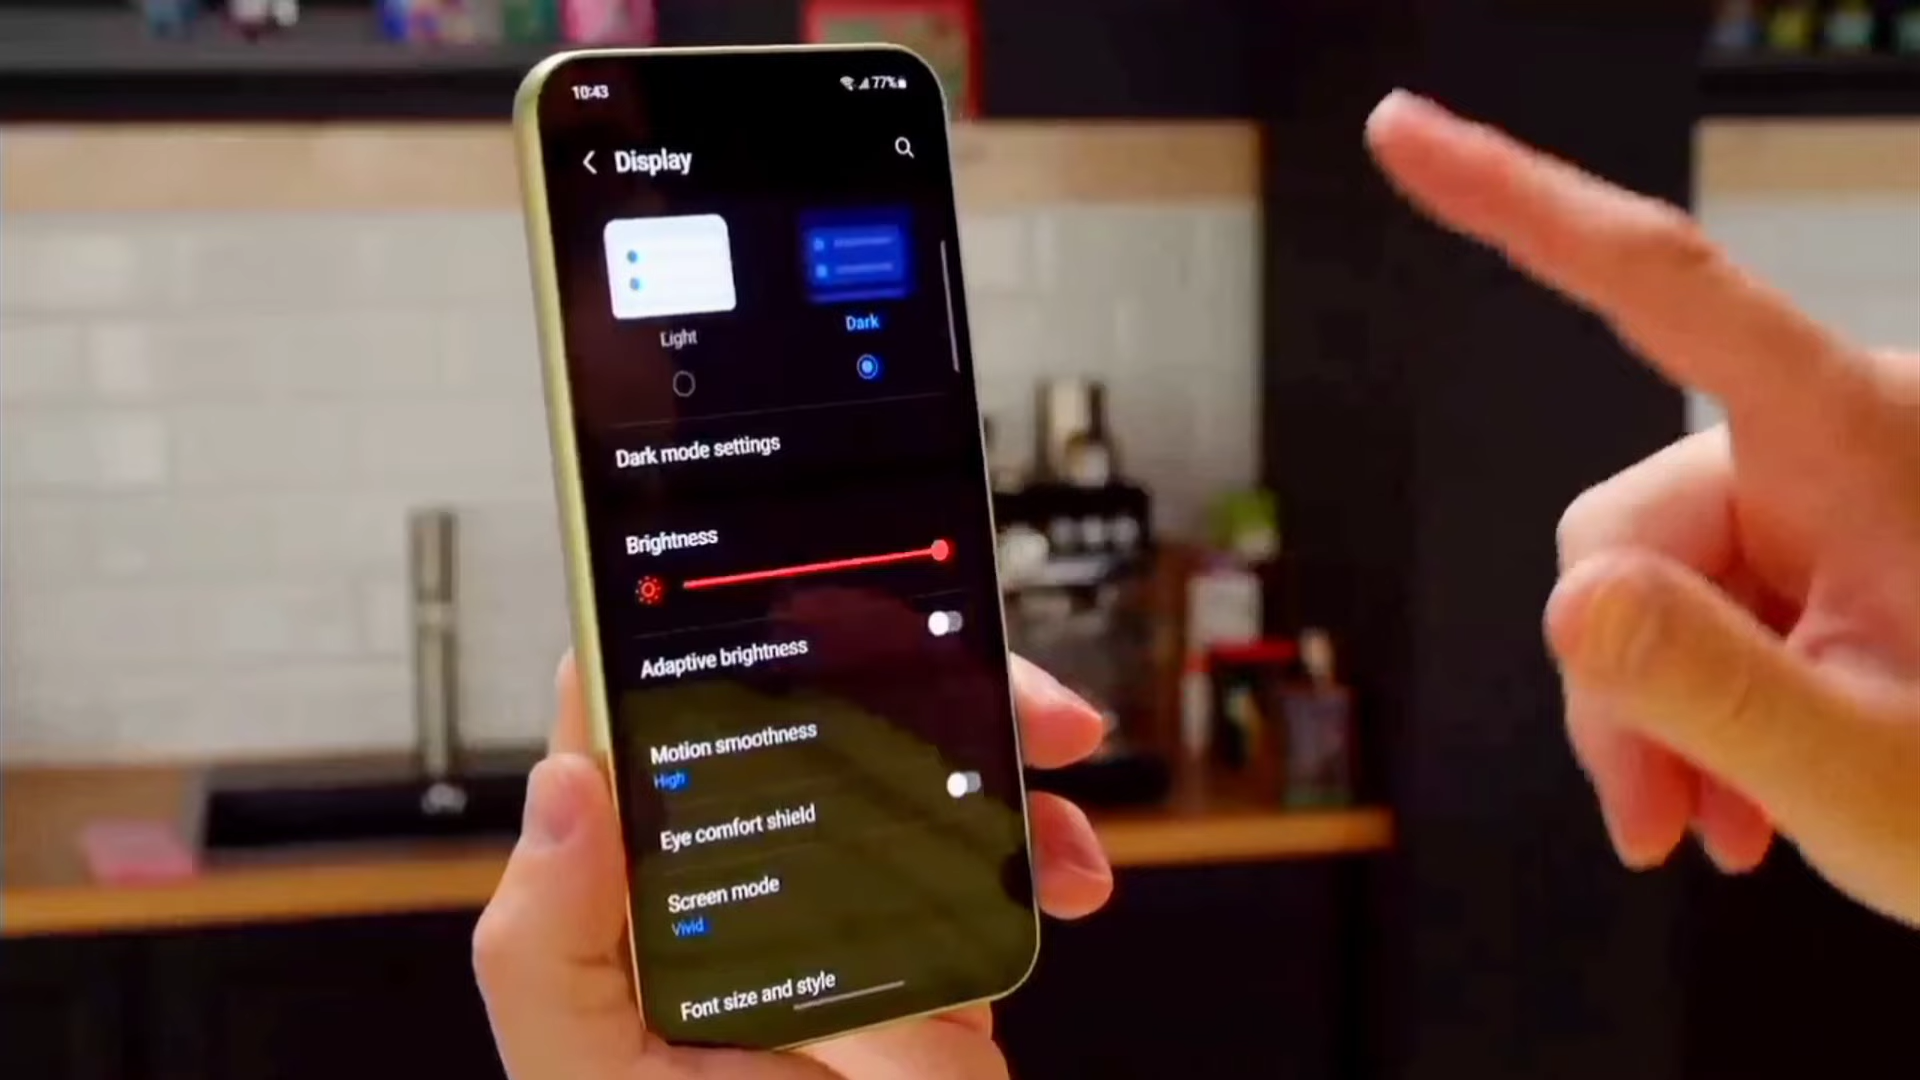 10:43 77%
Display
Light Dark
Dark mode settings
Brightness
Adaptive brightness
Motion smoothness
High
Eye comfort shield
Screen mode
Vivid
Font size and style